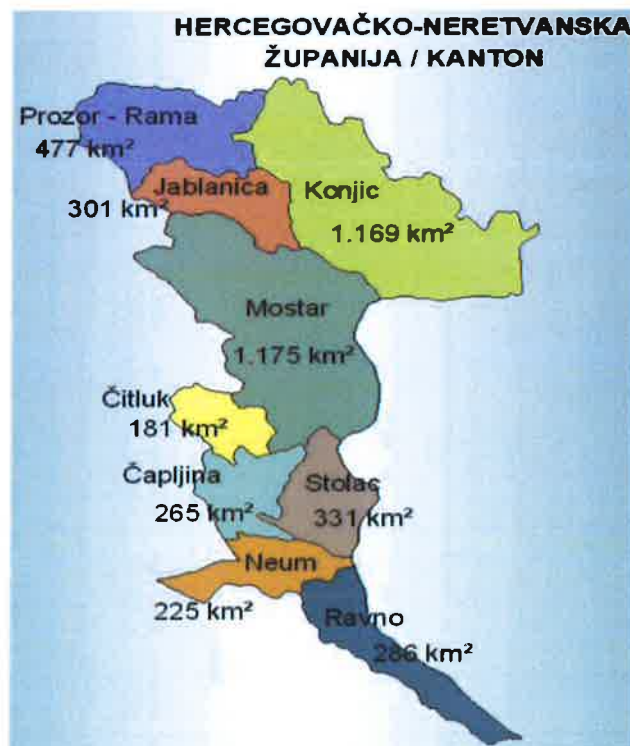 HERCEGOVAČKO-NERETVANSKA
ŽUPANIJA / KANTON
Prozor - Rama
477 km²
Jablanica
301 km²
Konjic
1.169 km²
Mostar
1.175 km²
Čitluk
181 km²
Čapljina
265 km²
Stolac
331 km²
Neum
225 km²
Ravno
286 km²